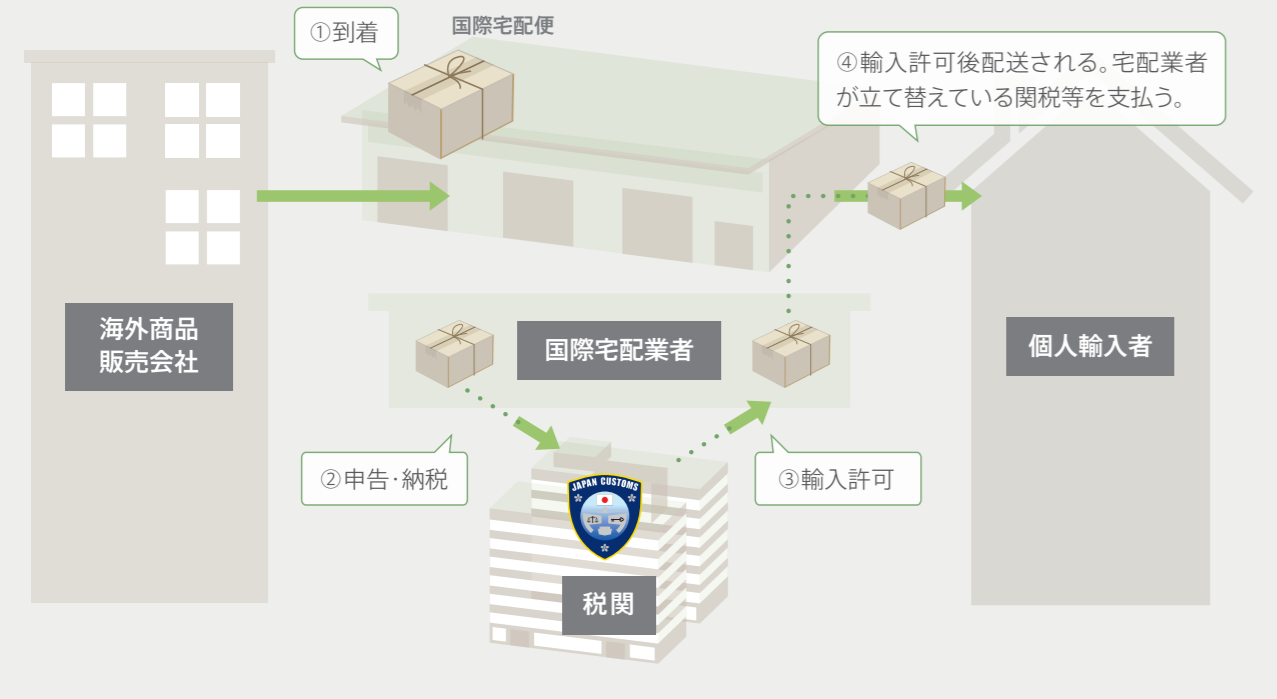 ①到着
国際宅配便
④輸入許可後配送される。宅配業者
が立て替えている関税等を支払う。
海外商品
販売会社
国際宅配業者
個人輸入者
②申告・納税
③輸入許可
JAPAN CUSTOMS
税関